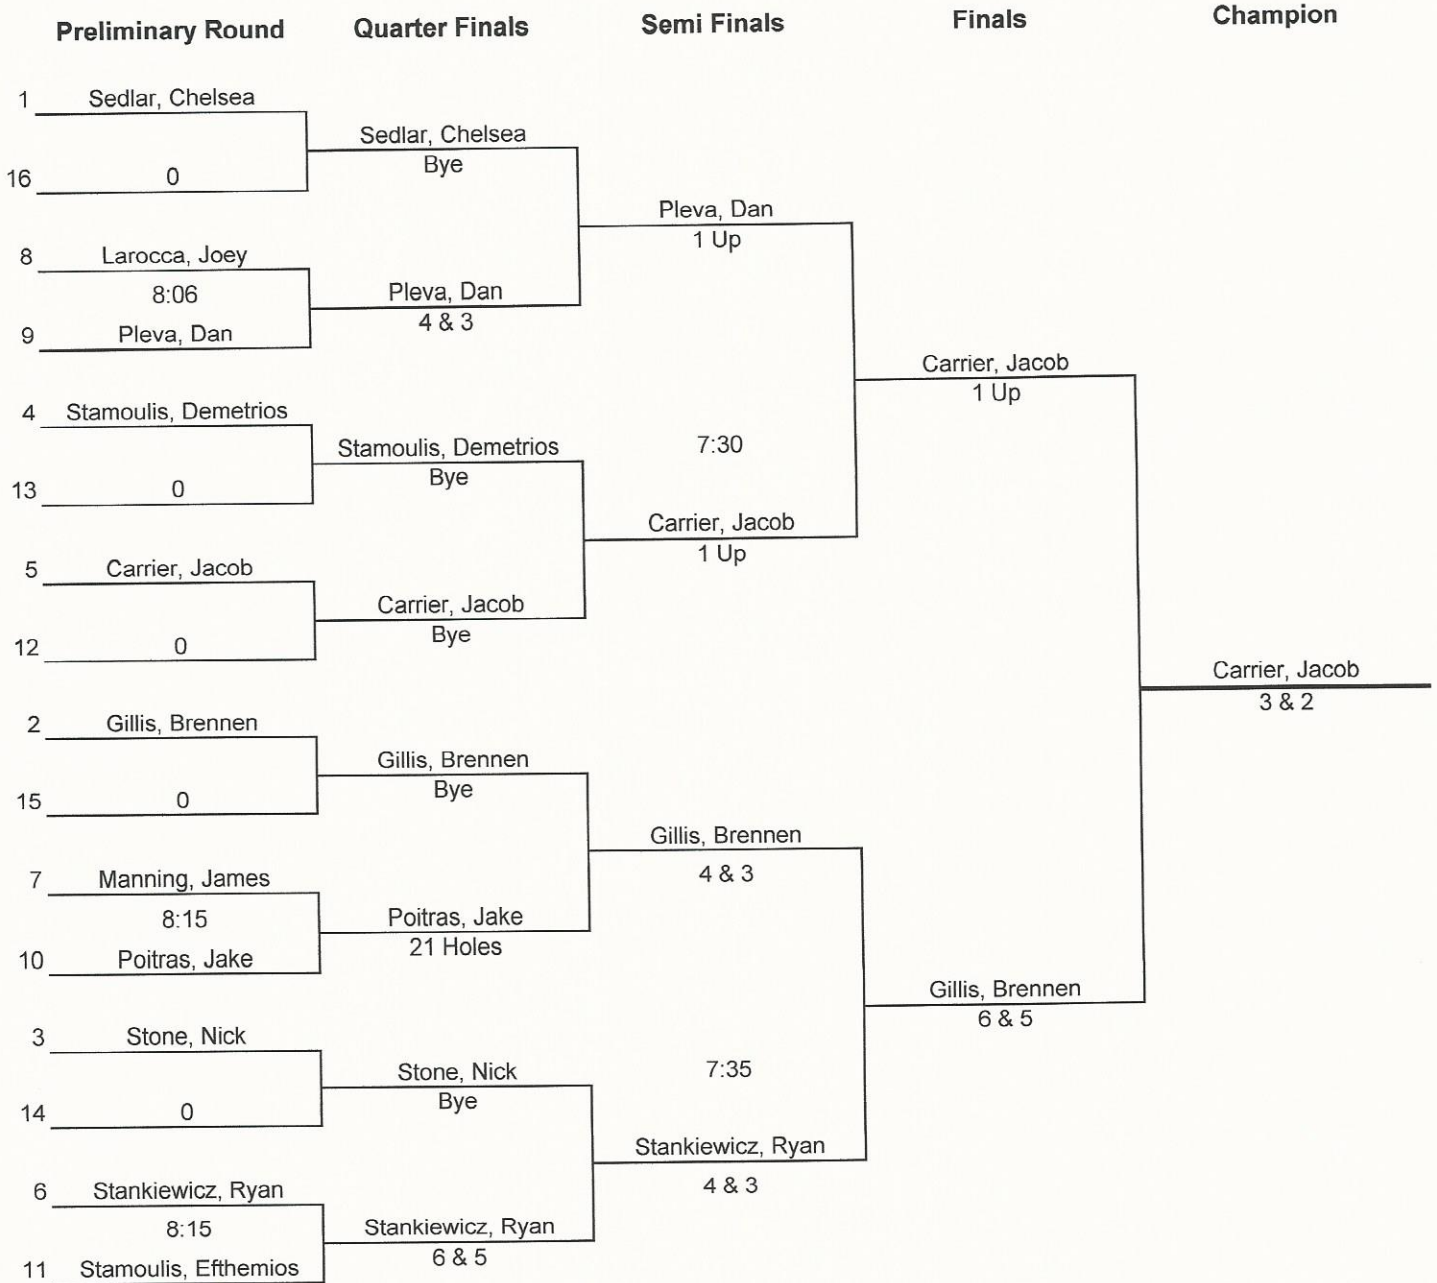 Preliminary Round Quarter Finals Semi Finals Finals Champion
1 Sedlar, Chelsea
Sedlar, Chelsea
Bye
16 0
Pleva, Dan
1 Up
8 Larocca, Joey
8:06
Pleva, Dan
4 & 3
9 Pleva, Dan
Carrier, Jacob
1 Up
4 Stamoulis, Demetrios
Stamoulis, Demetrios
7:30
Bye
13 0
Carrier, Jacob
1 Up
5 Carrier, Jacob
Carrier, Jacob
Bye
12 0
Carrier, Jacob
3 & 2
2 Gillis, Brennen
Gillis, Brennen
Bye
15 0
Gillis, Brennen
4 & 3
7 Manning, James
8:15
Poitras, Jake
21 Holes
10 Poitras, Jake
Gillis, Brennen
6 & 5
3 Stone, Nick
Stone, Nick
7:35
Bye
14 0
Stankiewicz, Ryan
4 & 3
6 Stankiewicz, Ryan
8:15
Stankiewicz, Ryan
6 & 5
11 Stamoulis, Efthemios